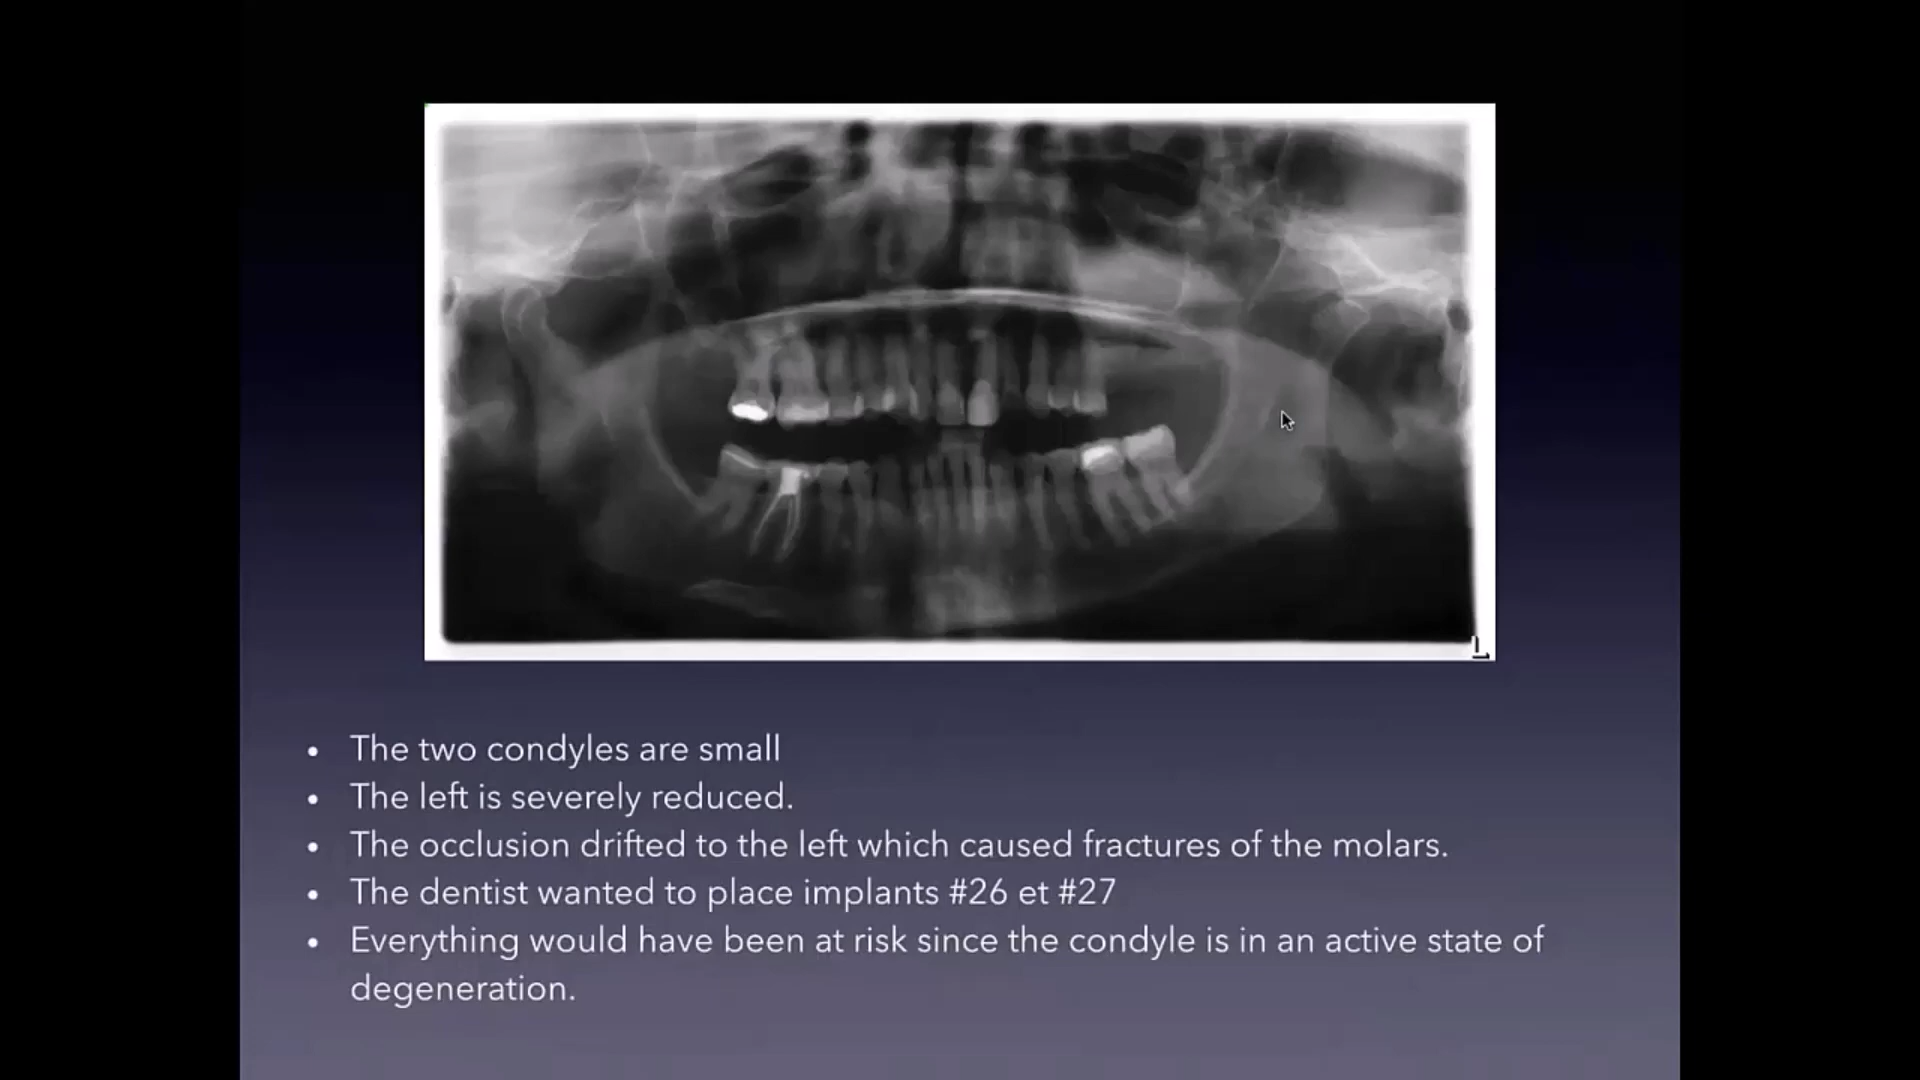 L
• The two condyles are small
• The left is severely reduced.
• The occlusion drifted to the left which caused fractures of the molars.
• The dentist wanted to place implants #26 et #27
• Everything would have been at risk since the condyle is in an active state of
degeneration.